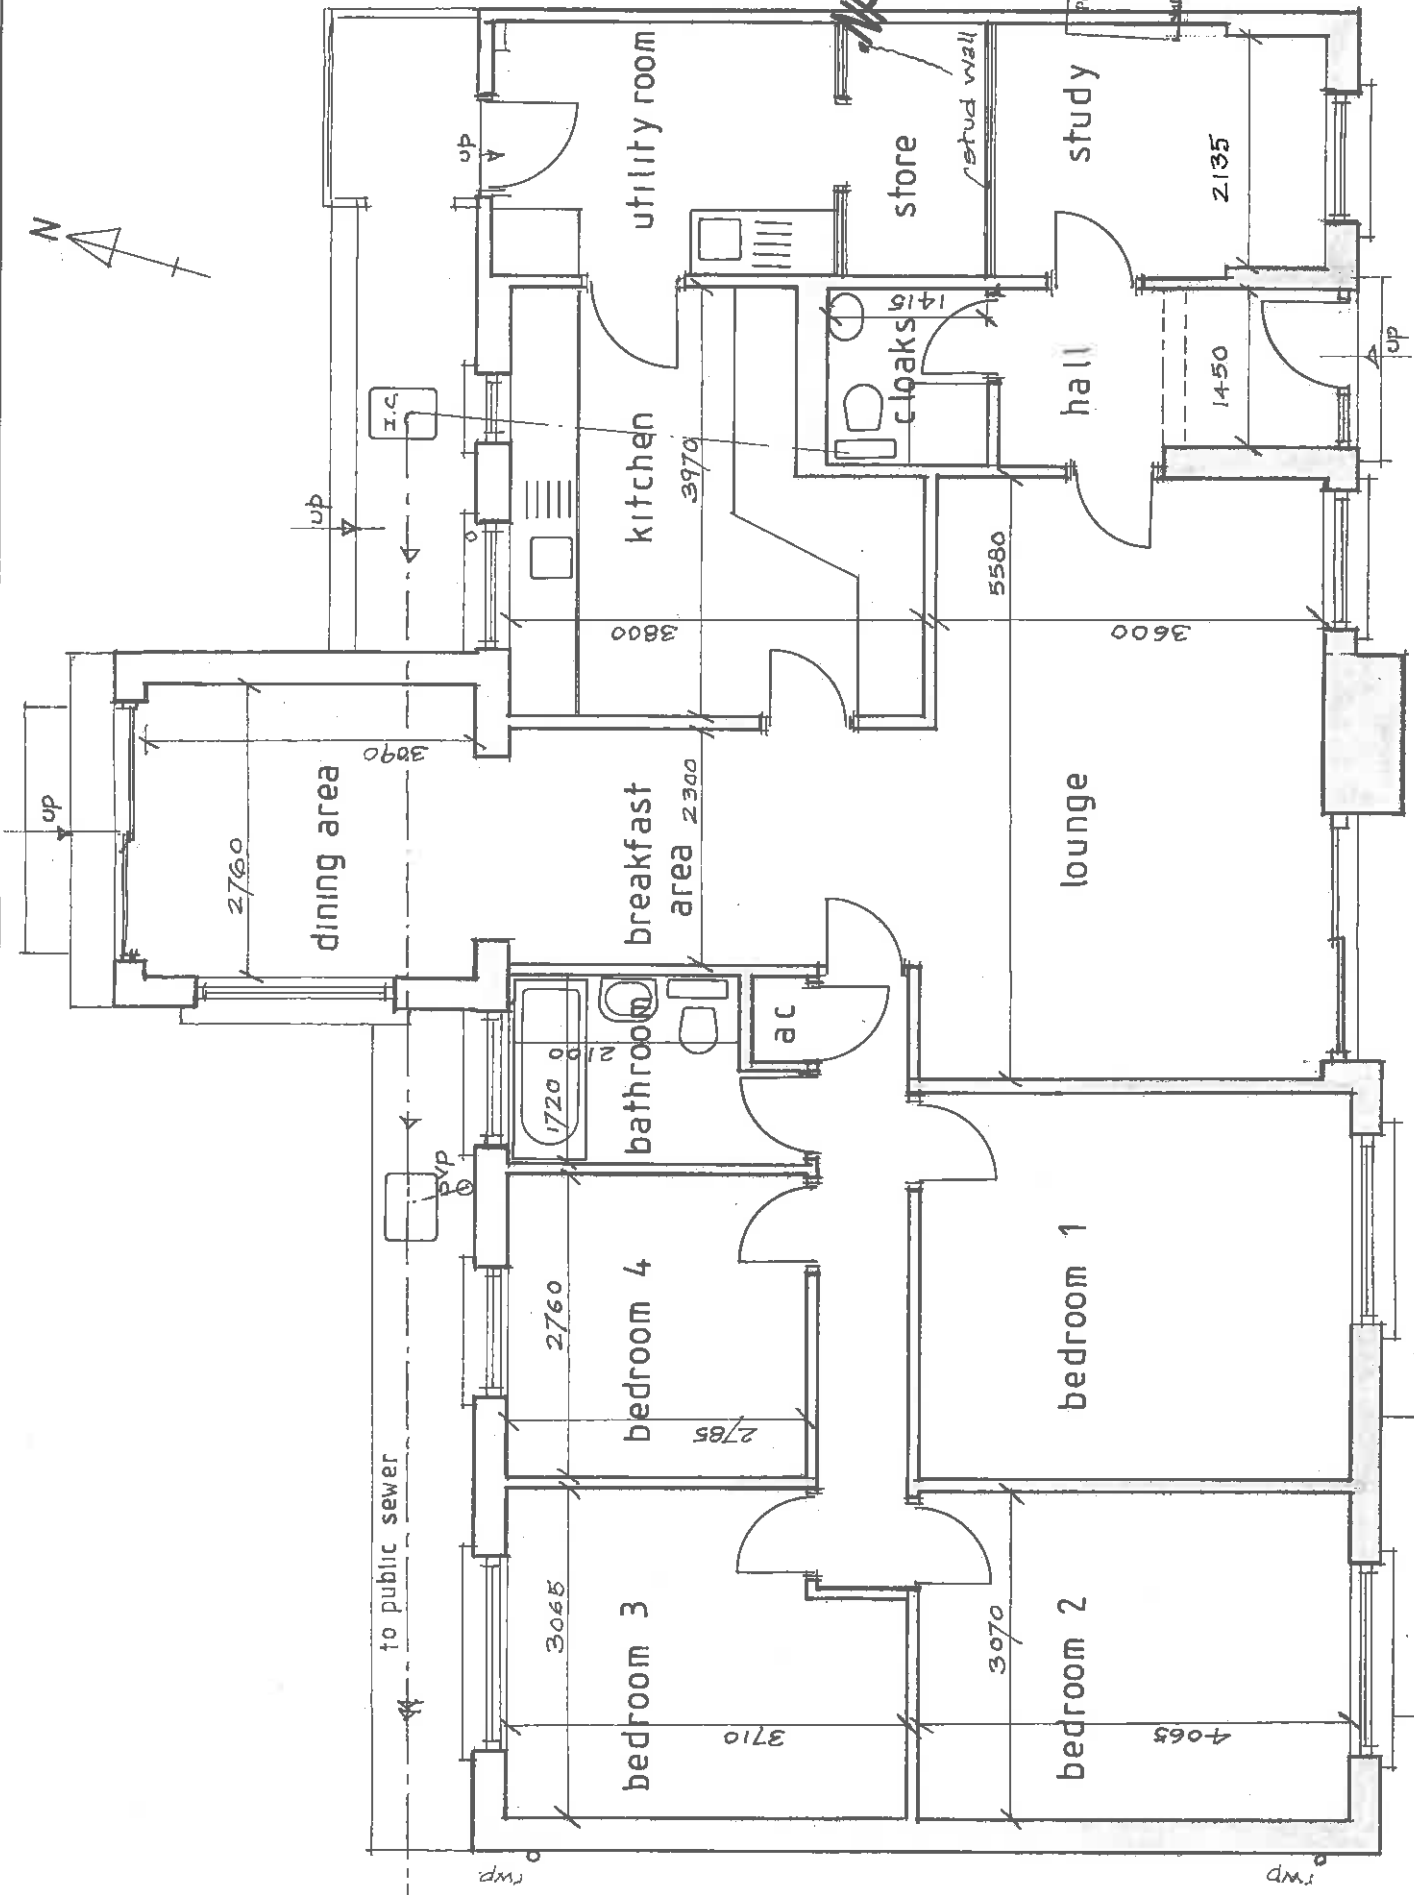 N
up
up
up
I.C.
up
to public sewer
SVP
rwp
rwp
dining area
2760
3090
utility room
store
stud wall
study
2135
kitchen
3970
3800
cloaks
1415
hall
1450
breakfast
area
2300
lounge
5580
3600
bathroom
1720
2100
ac
bedroom 4
2760
2785
bedroom 1
bedroom 3
3065
3710
bedroom 2
3070
4065